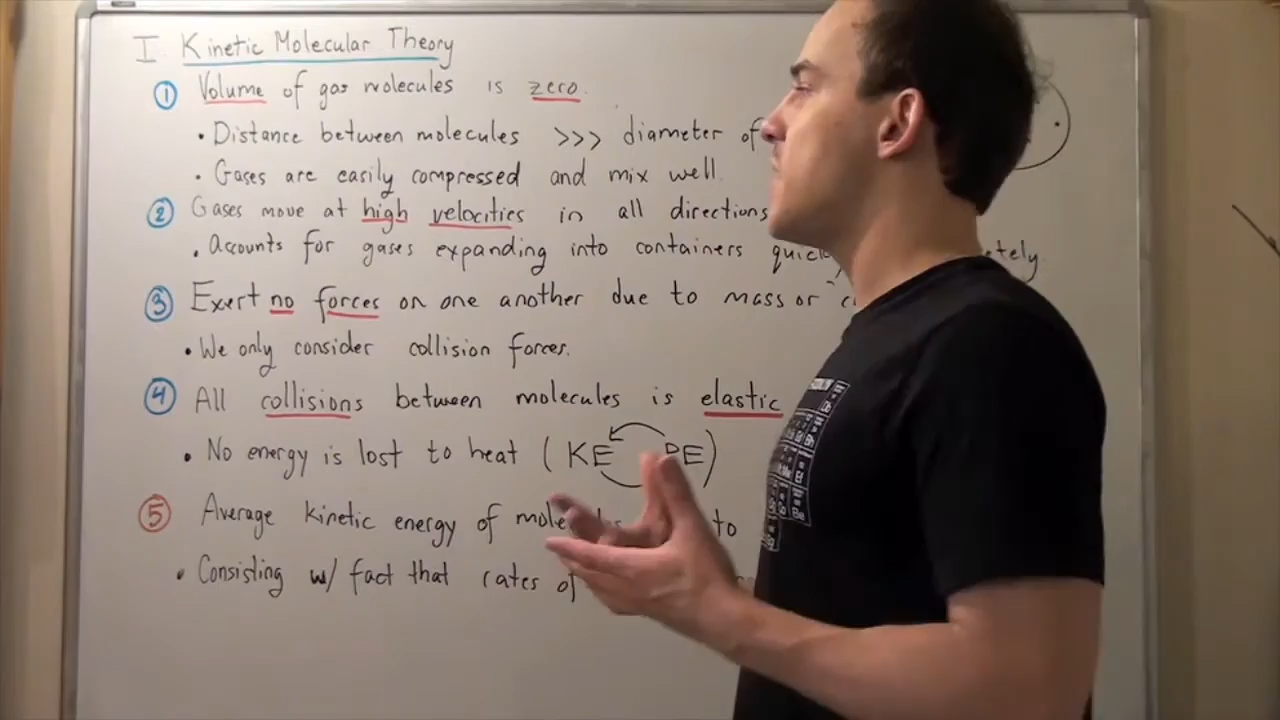 I. Kinetic Molecular Theory
① Volume of gas molecules is zero.
• Distance between molecules >>> diameter of
• Gases are easily compressed and mix well.
② Gases move at high velocities in all directions
• Accounts for gases expanding into containers
③ Exert no forces on one another due to mass or
• We only consider collision forces.
④ All collisions between molecules is elastic
• No energy is lost to heat (KE PE)
⑤ Average kinetic energy of to
• Consisting w/ fact that rates of